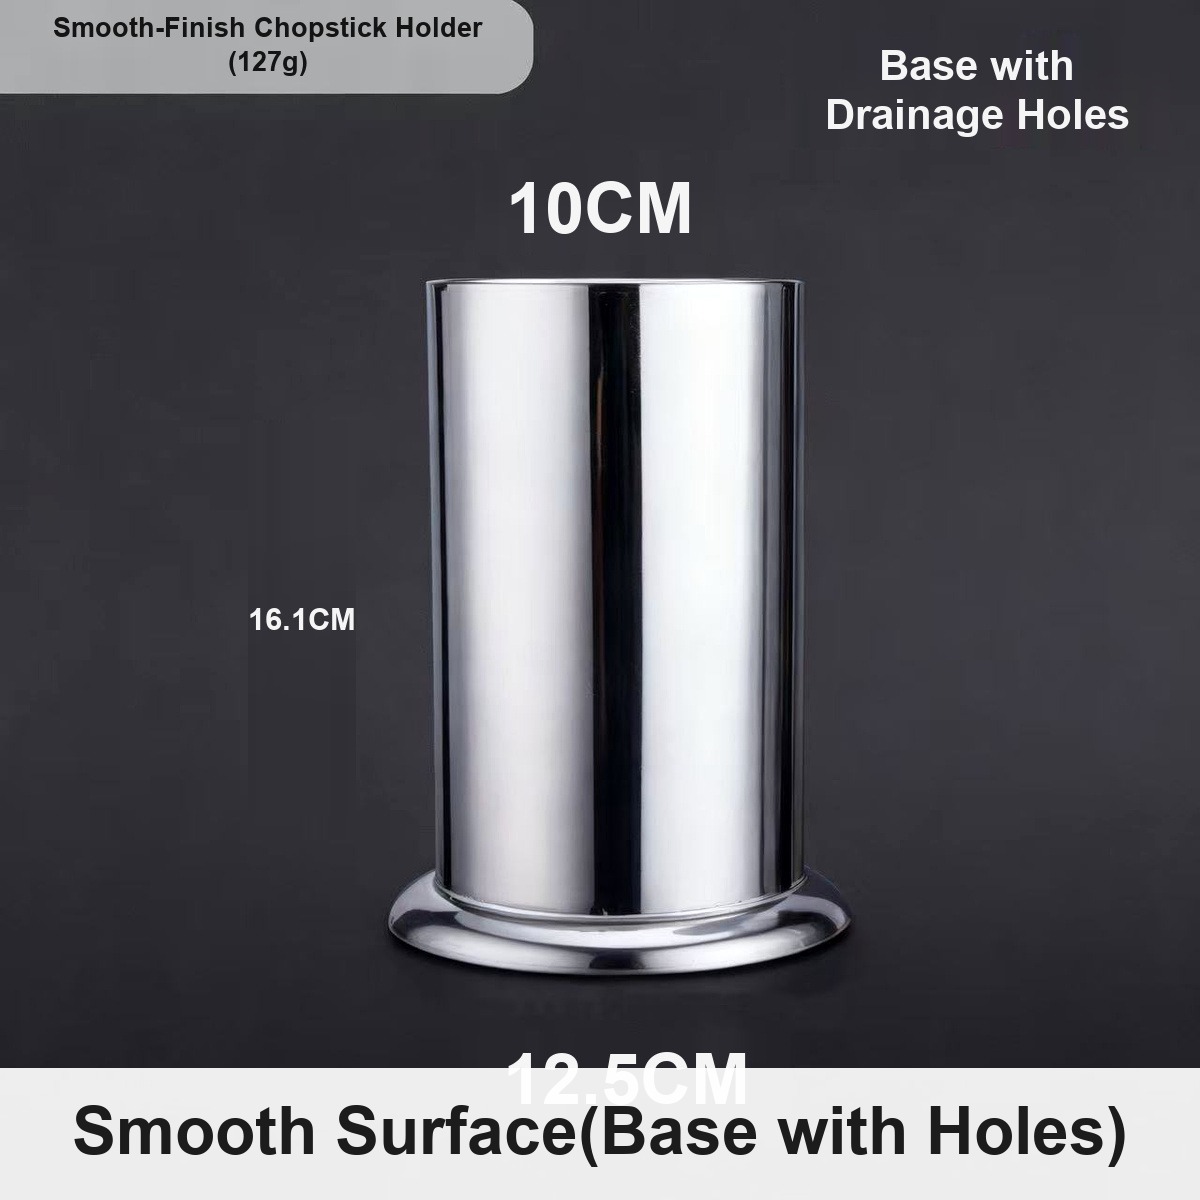 Smooth-Finish Chopstick Holder
(127g)
Base with
Drainage Holes
10CM
16.1CM
12.5CM
Smooth Surface(Base with Holes)